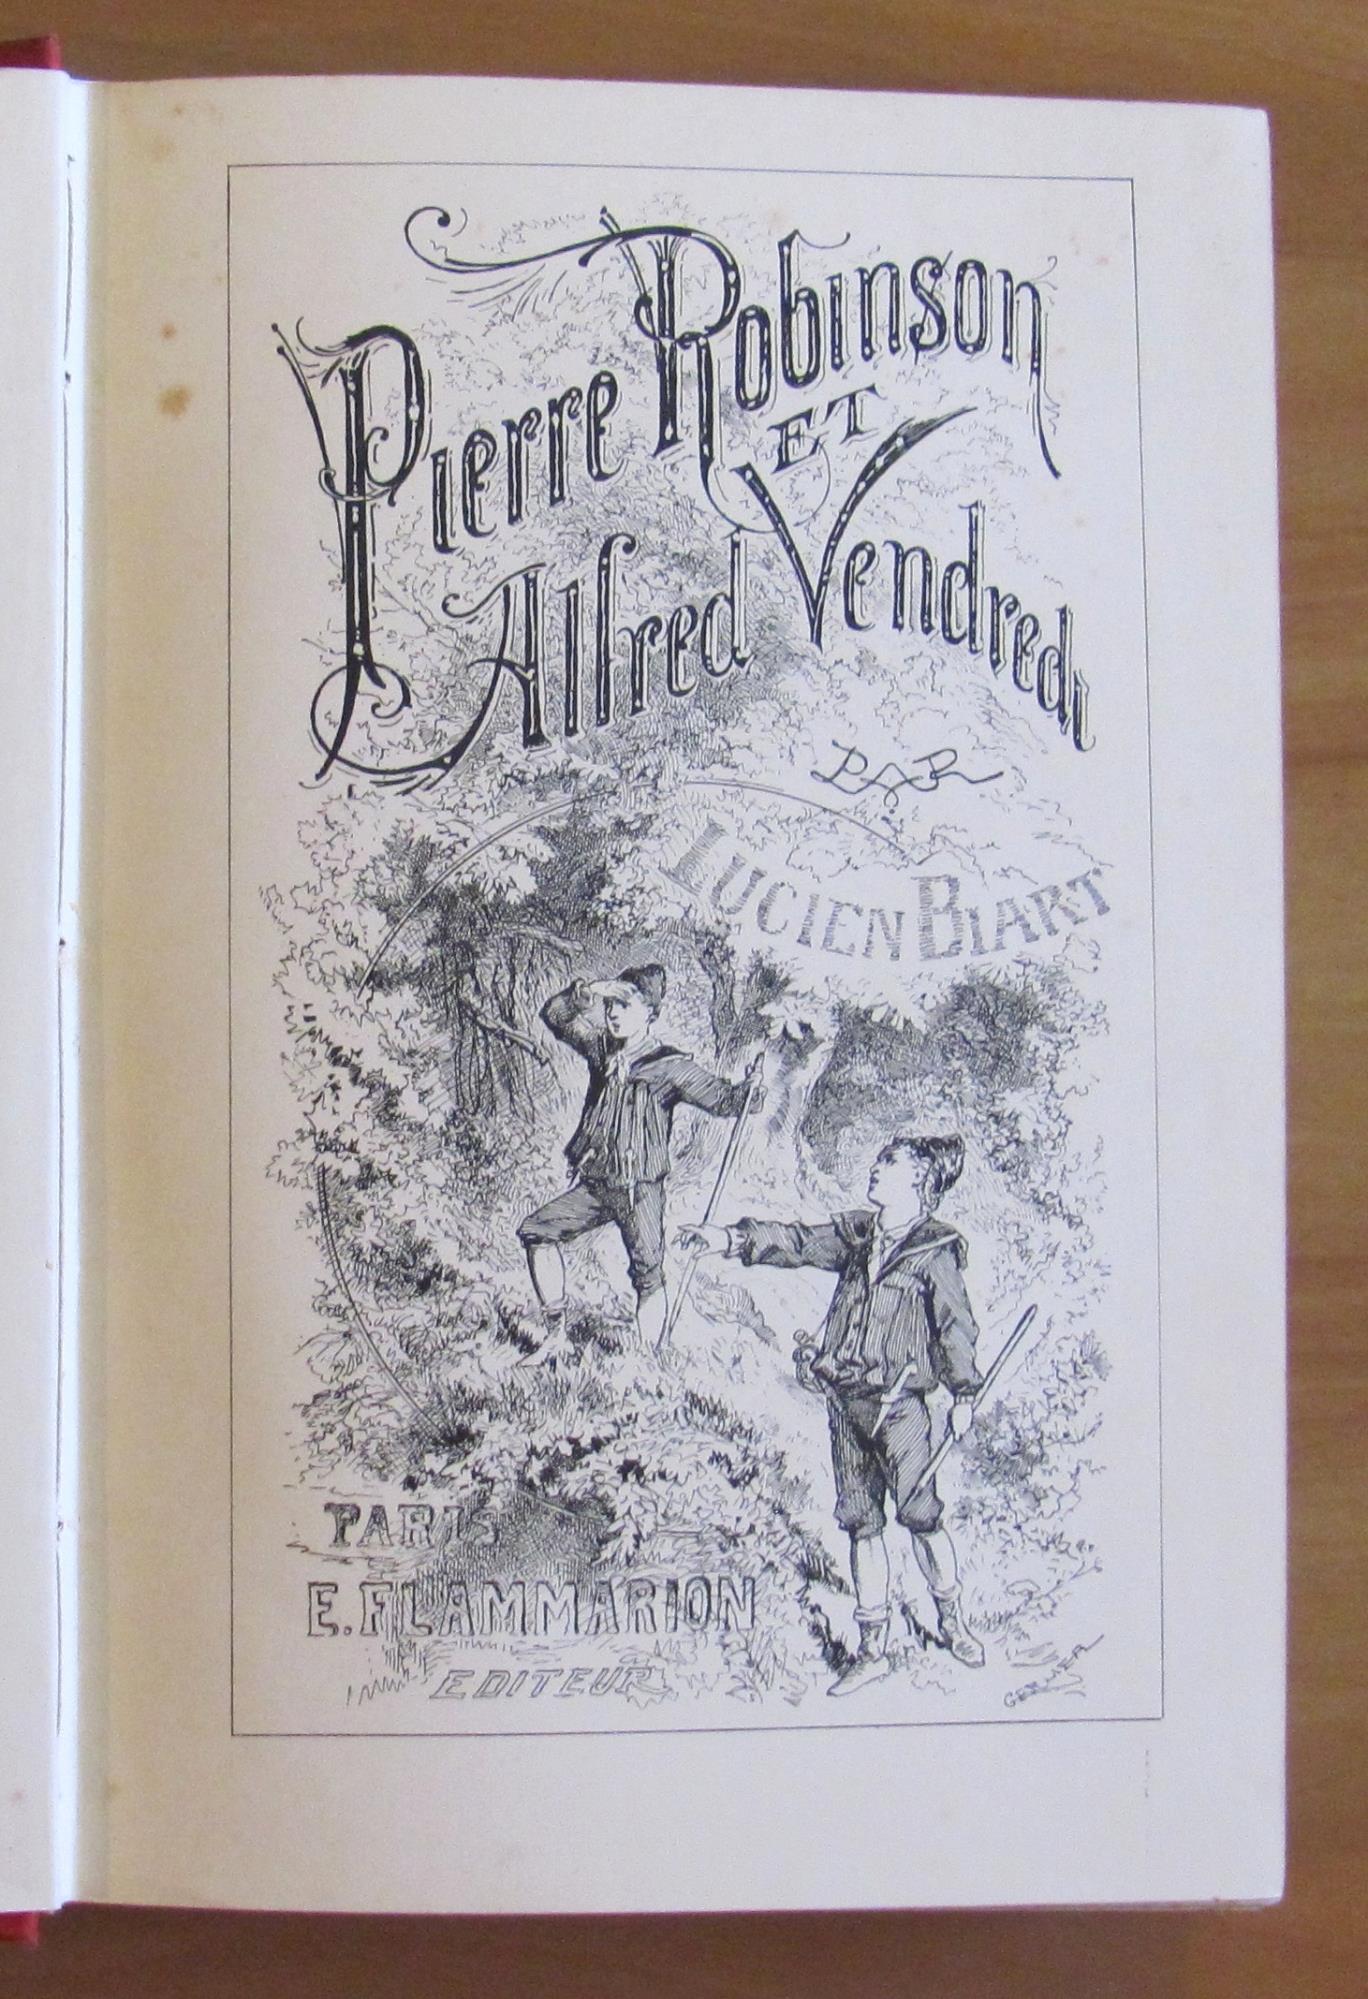 Pierre Robinson
ET
Alfred Vendredi
PAR
LUCIEN BIART
PARIS
E. FLAMMARION
EDITEUR